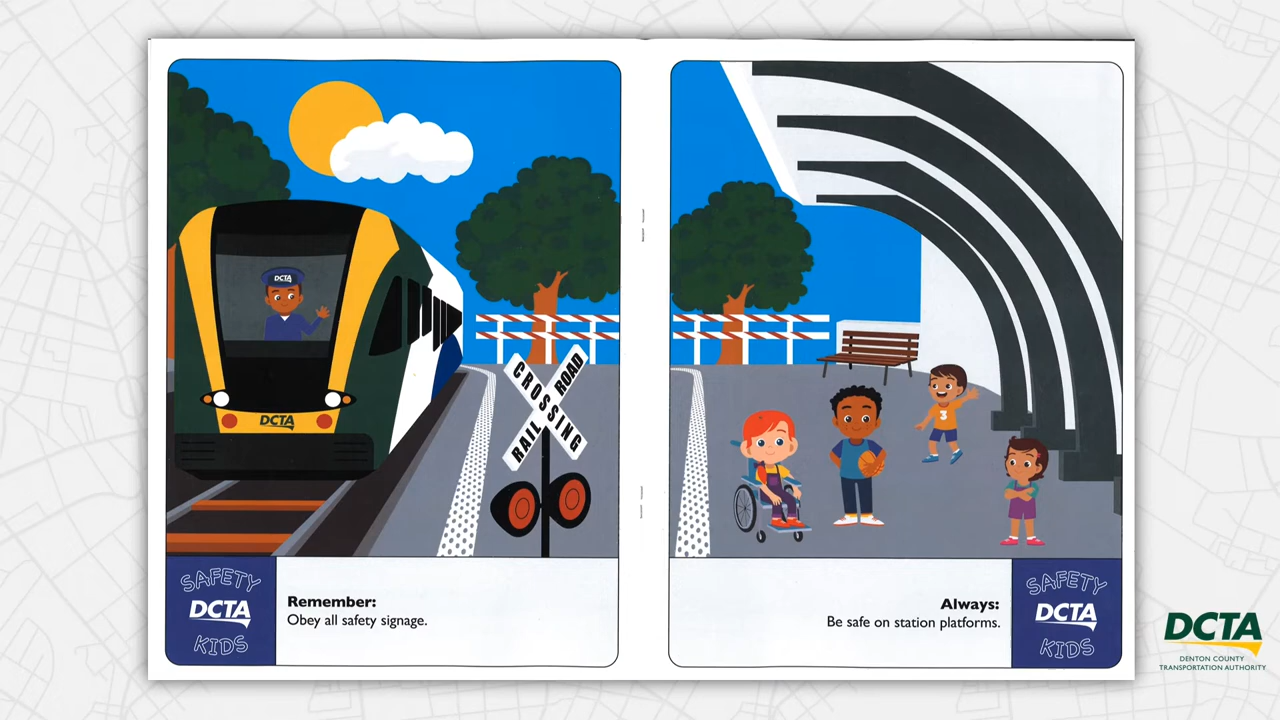 DCTA
DCTA
RAIL ROAD
CROSSING
SAFETY
DCTA
KIDS
Remember:
Obey all safety signage.
3
Always:
Be safe on station platforms.
SAFETY
DCTA
KIDS
DCTA
DENTON COUNTY
TRANSPORTATION AUTHORITY